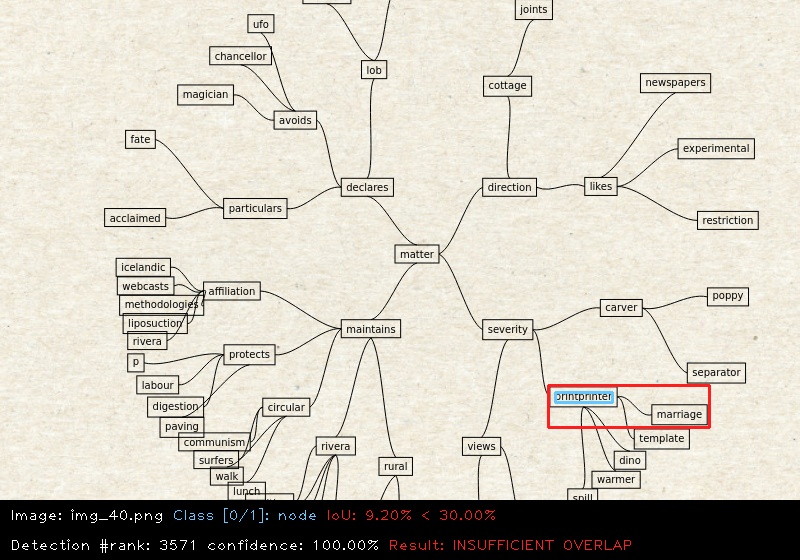 joints
ufo
chancellor
lob
cottage
newspapers
magician
avoids
fate
experimental
declares
direction
likes
particulars
acclaimed
restriction
matter
icelandic
webcasts
affiliation
poppy
methodologies
carver
liposuction
maintains
severity
rivera
protects
p
separator
labour
printprinter
digestion
circular
marriage
paving
communism
template
rivera
views
surfers
dino
rural
walk
warmer
lunch
spill
Image: img_40.png Class [0/1]: node IoU: 9.20% < 30.00%
Detection #rank: 3571 confidence: 100.00% Result: INSUFFICIENT OVERLAP